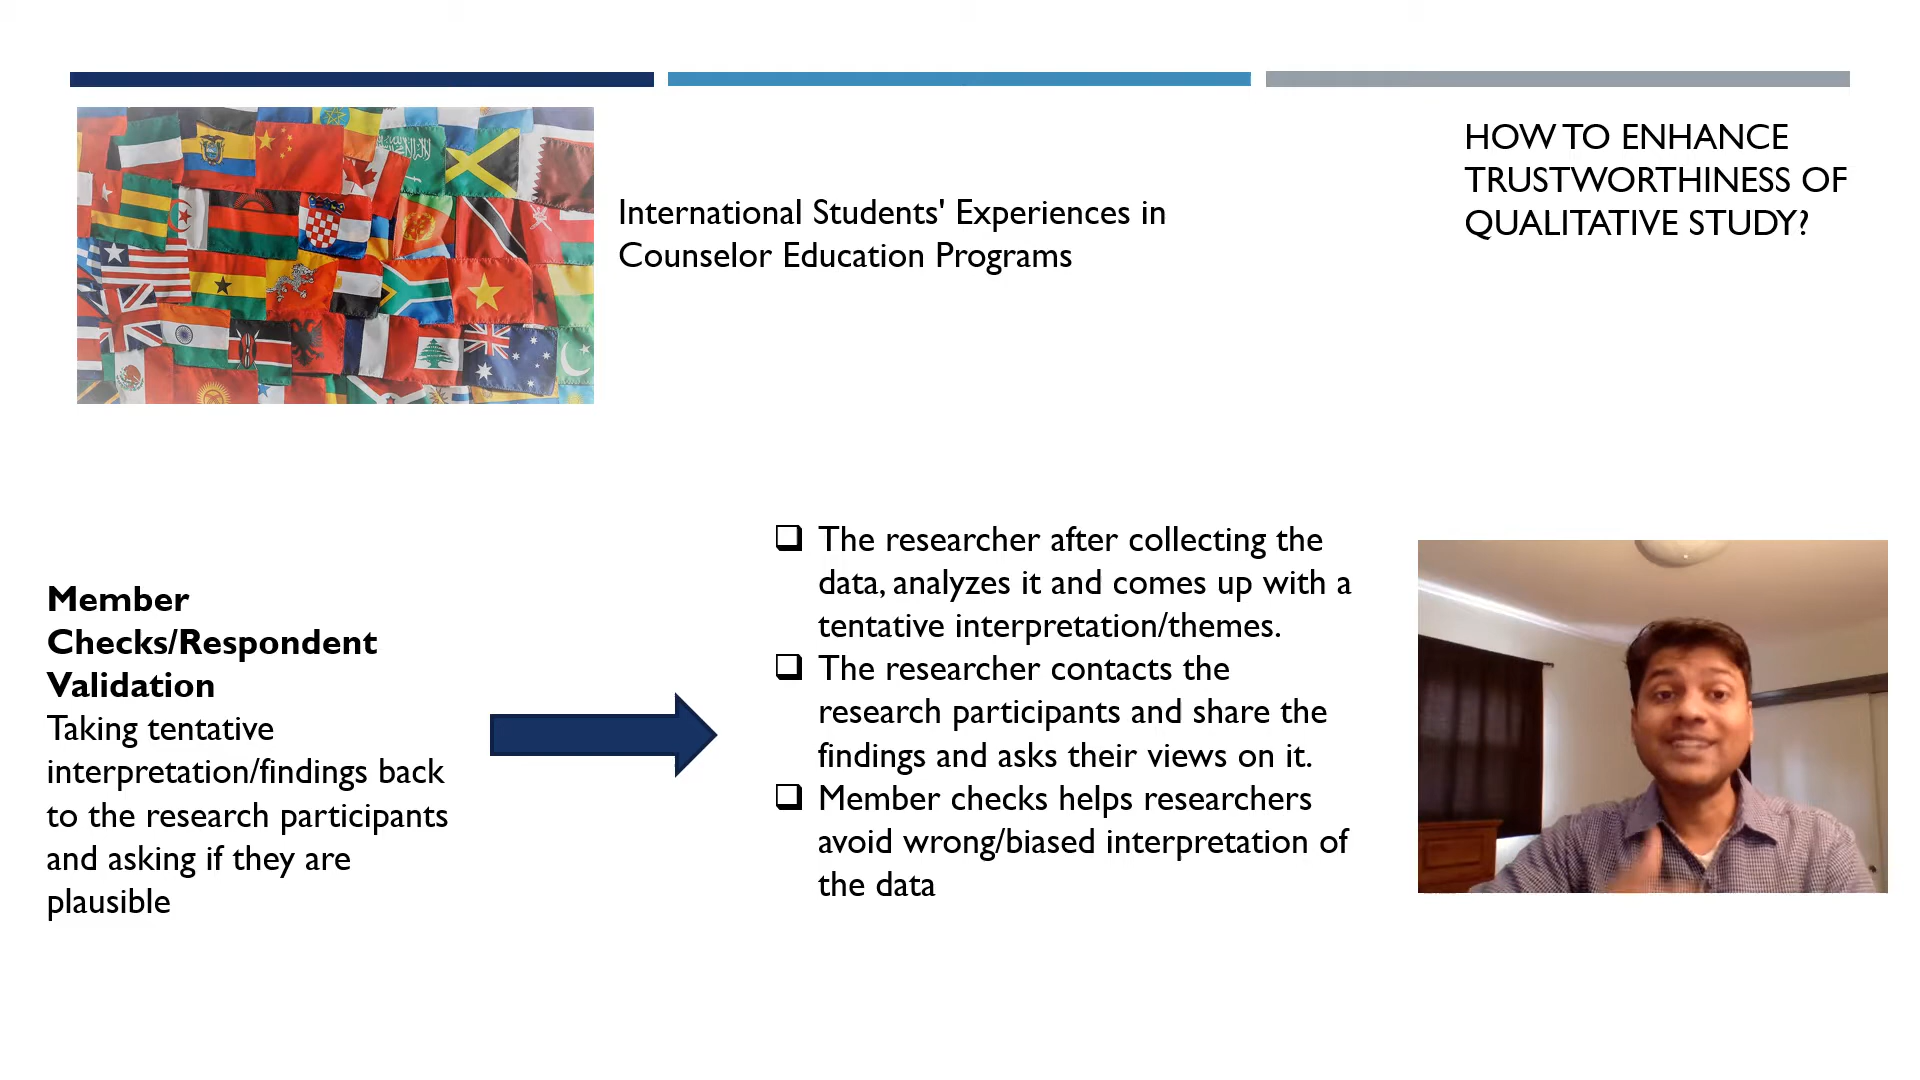 HOW TO ENHANCE
TRUSTWORTHINESS OF
QUALITATIVE STUDY?
International Students' Experiences in
Counselor Education Programs
Member
Checks/Respondent
Validation
Taking tentative
interpretation/findings back
to the research participants
and asking if they are
plausible
❑ The researcher after collecting the
data, analyzes it and comes up with a
tentative interpretation/themes.
❑ The researcher contacts the
research participants and share the
findings and asks their views on it.
❑ Member checks helps researchers
avoid wrong/biased interpretation of
the data